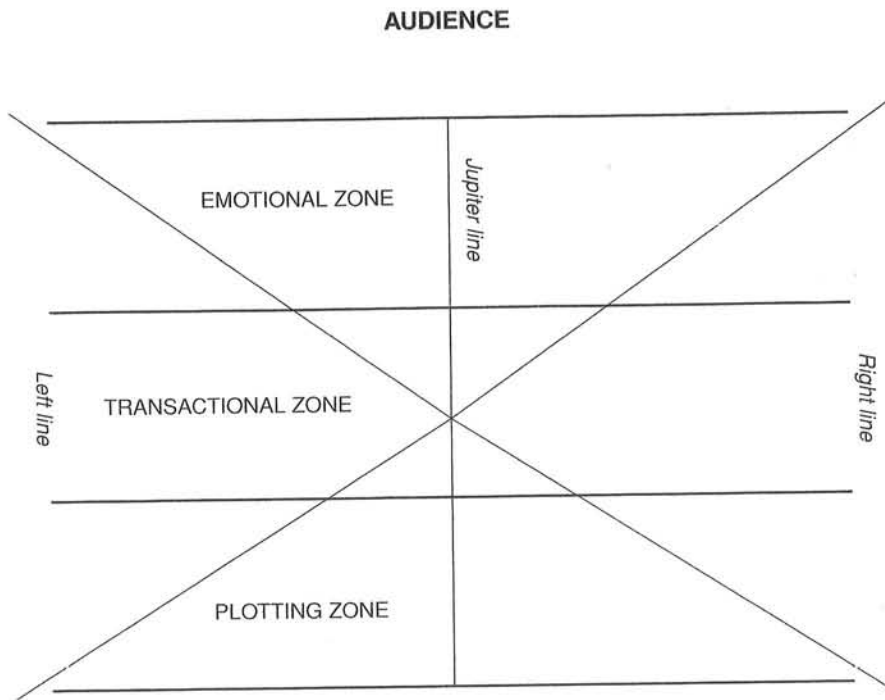 AUDIENCE
EMOTIONAL ZONE
Jupiter line
Left line
TRANSACTIONAL ZONE
Right line
PLOTTING ZONE